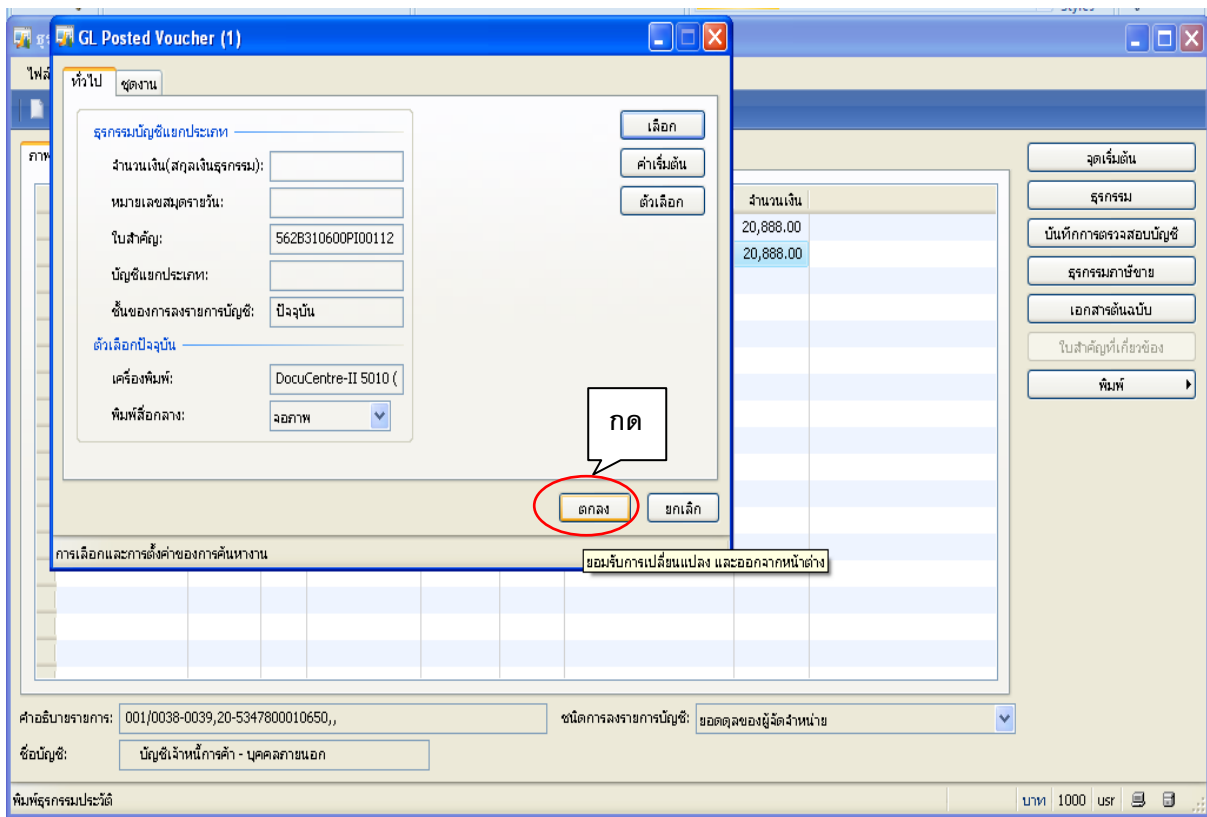 Styles
ธุร
GL Posted Voucher (1)
ไฟล์
ทั่วไป
ชุดงาน
ภาพ
ธุรกรรมบัญชีแยกประเภท
จำนวนเงิน(สกุลเงินธุรกรรม):
หมายเลขสมุดรายวัน:
ใบสำคัญ:
562B310600PI00112
บัญชีแยกประเภท:
ชั้นของการลงรายการบัญชี:
ปัจจุบัน
ตัวเลือกปัจจุบัน
เครื่องพิมพ์:
DocuCentre-II 5010 (
พิมพ์สื่อกลาง:
จอภาพ
เลือก
ค่าเริ่มต้น
ตัวเลือก
กด
ตกลง
ยกเลิก
การเลือกและการตั้งค่าของการค้นหางาน
ยอมรับการเปลี่ยนแปลง และออกจากหน้าต่าง
จำนวนเงิน
20,888.00
20,888.00
จุดเริ่มต้น
ธุรกรรม
บันทึกการตรวจสอบบัญชี
ธุรกรรมภาษีขาย
เอกสารต้นฉบับ
ใบสำคัญที่เกี่ยวข้อง
พิมพ์
คำอธิบายรายการ:
001/0038-0039,20-5347800010650,,
ชนิดการลงรายการบัญชี:
ยอดดุลของผู้จัดจำหน่าย
ชื่อบัญชี:
บัญชีเจ้าหนี้การค้า - บุคคลภายนอก
พิมพ์ธุรกรรมประวัติ
บาท
1000
usr